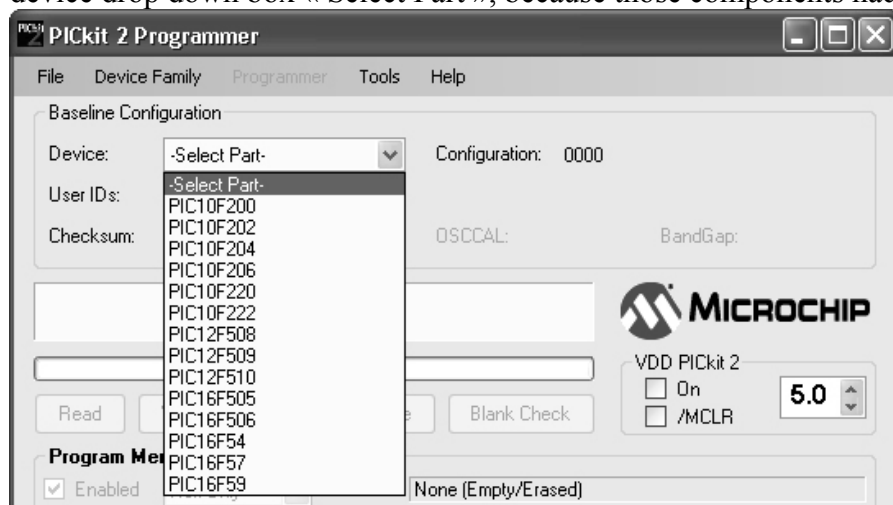 device drop down box « Select Part », because those components had
PICkit 2 Programmer
File Device Family Programmer Tools Help
Baseline Configuration
Device: -Select Part- Configuration: 0000
User IDs:
Checksum: OSCCAL: BandGap:
-Select Part-
PIC10F200
PIC10F202
PIC10F204
PIC10F206
PIC10F220
PIC10F222
PIC12F508
PIC12F509
PIC12F510
PIC16F505
PIC16F506
PIC16F54
PIC16F57
PIC16F59
MICROCHIP
VDD PICkit 2
On
/MCLR
5.0
Read Blank Check
Enabled None (Empty/Erased)